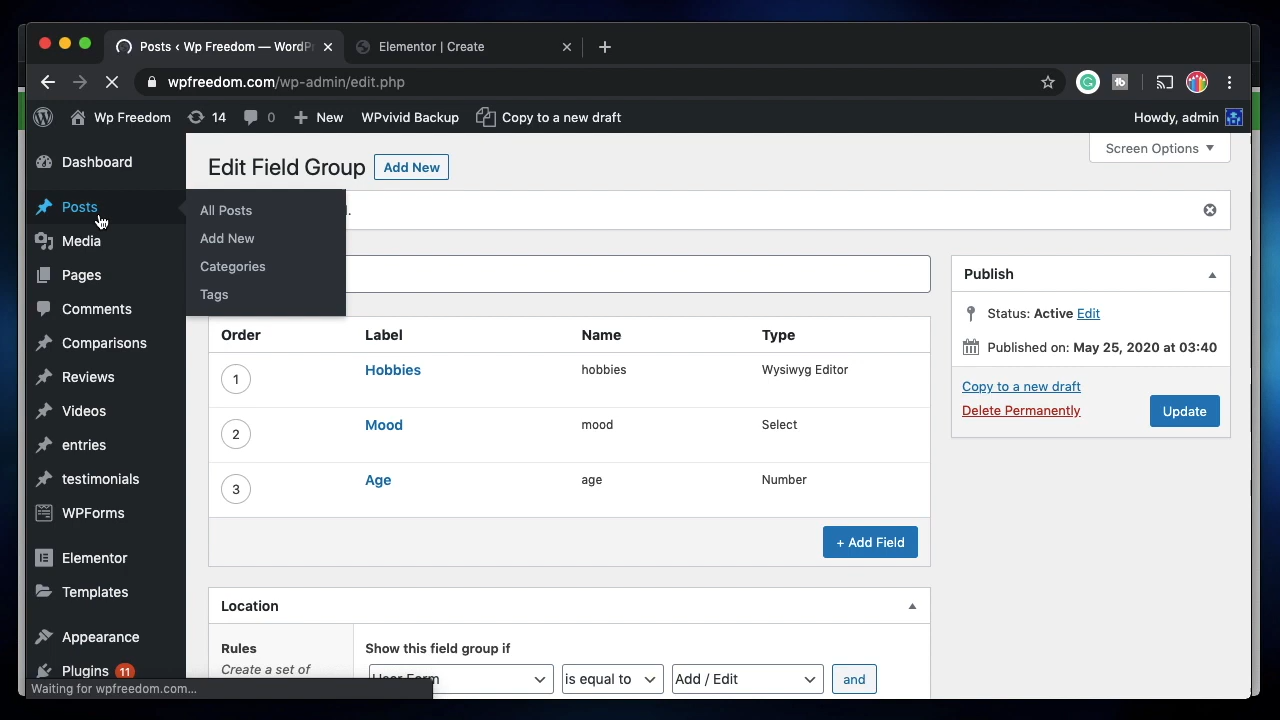 Posts ‹ Wp Freedom — WordPr
Elementor | Create
wpfreedom.com/wp-admin/edit.php
Wp Freedom 14 0 New WPvivid Backup Copy to a new draft Howdy, admin
Screen Options
Dashboard
Posts
Media
Pages
Comments
Comparisons
Reviews
Videos
entries
testimonials
WPForms
Elementor
Templates
Appearance
Plugins 11
All Posts
Add New
Categories
Tags
Edit Field Group Add New
Order Label Name Type
1 Hobbies hobbies Wysiwyg Editor
2 Mood mood Select
3 Age age Number
+ Add Field
Location
Rules
Create a set of
Show this field group if
is equal to Add / Edit and
Publish
Status: Active Edit
Published on: May 25, 2020 at 03:40
Copy to a new draft
Delete Permanently
Update
Waiting for wpfreedom.com...